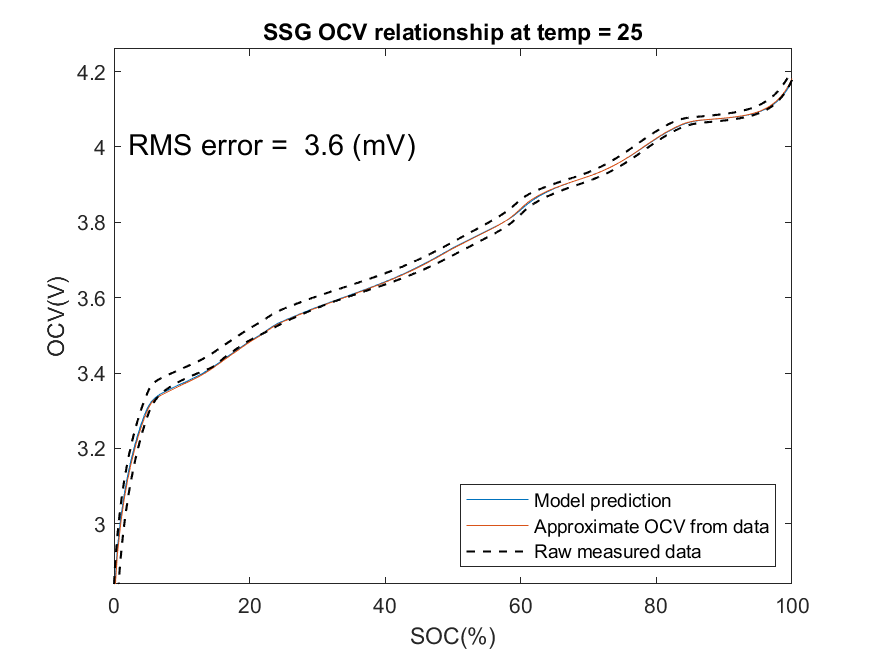 SSG OCV relationship at temp = 25
RMS error = 3.6 (mV)
OCV(V)
4.2
4
3.8
3.6
3.4
3.2
3
Model prediction
Approximate OCV from data
Raw measured data
0 20 40 60 80 100
SOC(%)